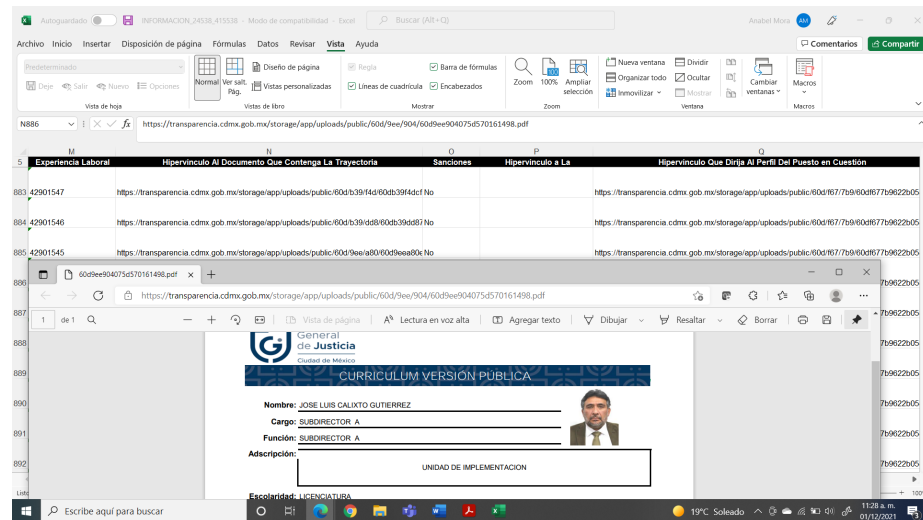 Autoguardado INFORMACION_24538_415538 - Modo de compatibilidad - Excel Buscar (Alt+Q) Anabel Mora AM
Archivo Inicio Insertar Disposición de página Fórmulas Datos Revisar Vista Ayuda Comentarios Compartir
Predeterminado
Deje Salir Nuevo Opciones
Vista de hoja
Normal Ver salt. Pág. Diseño de página Vistas personalizadas
Vistas de libro
Regla Barra de fórmulas
Líneas de cuadrícula Encabezados
Mostrar
Zoom 100% Ampliar selección
Zoom
Nueva ventana Dividir
Organizar todo Ocultar
Inmovilizar Mostrar
Cambiar ventanas
Ventana
Macros
Macros
N886 fx https://transparencia.cdmx.gob.mx/storage/app/uploads/public/60d/9ee/904/60d9ee904075d570161498.pdf
M N O P Q
5 Experiencia Laboral Hipervínculo Al Documento Que Contenga La Trayectoria Sanciones Hipervínculo a La Hipervínculo Que Dirija Al Perfil Del Puesto en Cuestión
883 42901547 https://transparencia.cdmx.gob.mx/storage/app/uploads/public/60d/b39/f4d/60db39f4dcf No https://transparencia.cdmx.gob.mx/storage/app/uploads/public/60d/f67/7b9/60df677b9622b05
884 42901546 https://transparencia.cdmx.gob.mx/storage/app/uploads/public/60d/b39/dd8/60db39dd87 No https://transparencia.cdmx.gob.mx/storage/app/uploads/public/60d/f67/7b9/60df677b9622b05
885 42901545 https://transparencia.cdmx.gob.mx/storage/app/uploads/public/60d/9ee/a80/60d9eea80 No https://transparencia.cdmx.gob.mx/storage/app/uploads/public/60d/f67/7b9/60df677b9622b05
886 7b9622b05
60d9ee904075d570161498.pdf
https://transparencia.cdmx.gob.mx/storage/app/uploads/public/60d/9ee/904/60d9ee904075d570161498.pdf
887 7b9622b05
1 de 1 Vista de página Lectura en voz alta Agregar texto Dibujar Resaltar Borrar
888 7b9622b05
889 7b9622b05
890 7b9622b05
891 7b9622b05
892 7b9622b05
General
de Justicia
Ciudad de México
CURRICULUM VERSIÓN PÚBLICA
Nombre: JOSE LUIS CALIXTO GUTIERREZ
Cargo: SUBDIRECTOR A
Función: SUBDIRECTOR A
Adscripción:
UNIDAD DE IMPLEMENTACION
Escolaridad: LICENCIATURA
Escribe aquí para buscar
19°C Soleado
11:28 a. m.
01/12/2021